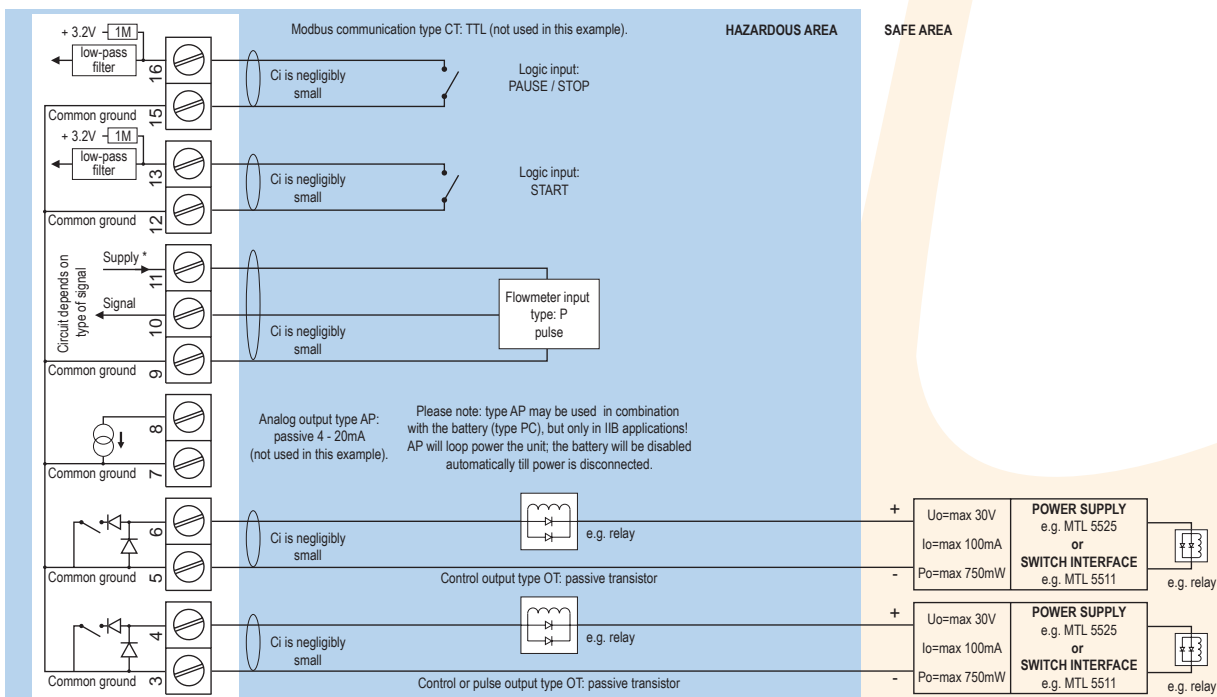 Modbus communication type CT: TTL (not used in this example).
HAZARDOUS AREA
SAFE AREA
+ 3.2V
1M
low-pass
filter
16
15
Common ground
Ci is negligibly
small
Logic input:
PAUSE / STOP
+ 3.2V
1M
low-pass
filter
13
12
Common ground
Ci is negligibly
small
Logic input:
START
Circuit depends on
type of signal
Supply *
Signal
11
10
9
Common ground
Ci is negligibly
small
Flowmeter input
type: P
pulse
8
7
Common ground
Analog output type AP:
passive 4 - 20mA
(not used in this example).
Please note: type AP may be used in combination
with the battery (type PC), but only in IIB applications!
AP will loop power the unit; the battery will be disabled
automatically till power is disconnected.
6
5
Common ground
Ci is negligibly
small
e.g. relay
Control output type OT: passive transistor
+
-
Uo=max 30V
Io=max 100mA
Po=max 750mW
POWER SUPPLY
e.g. MTL 5525
or
SWITCH INTERFACE
e.g. MTL 5511
e.g. relay
4
3
Common ground
Ci is negligibly
small
e.g. relay
Control or pulse output type OT: passive transistor
+
-
Uo=max 30V
Io=max 100mA
Po=max 750mW
POWER SUPPLY
e.g. MTL 5525
or
SWITCH INTERFACE
e.g. MTL 5511
e.g. relay